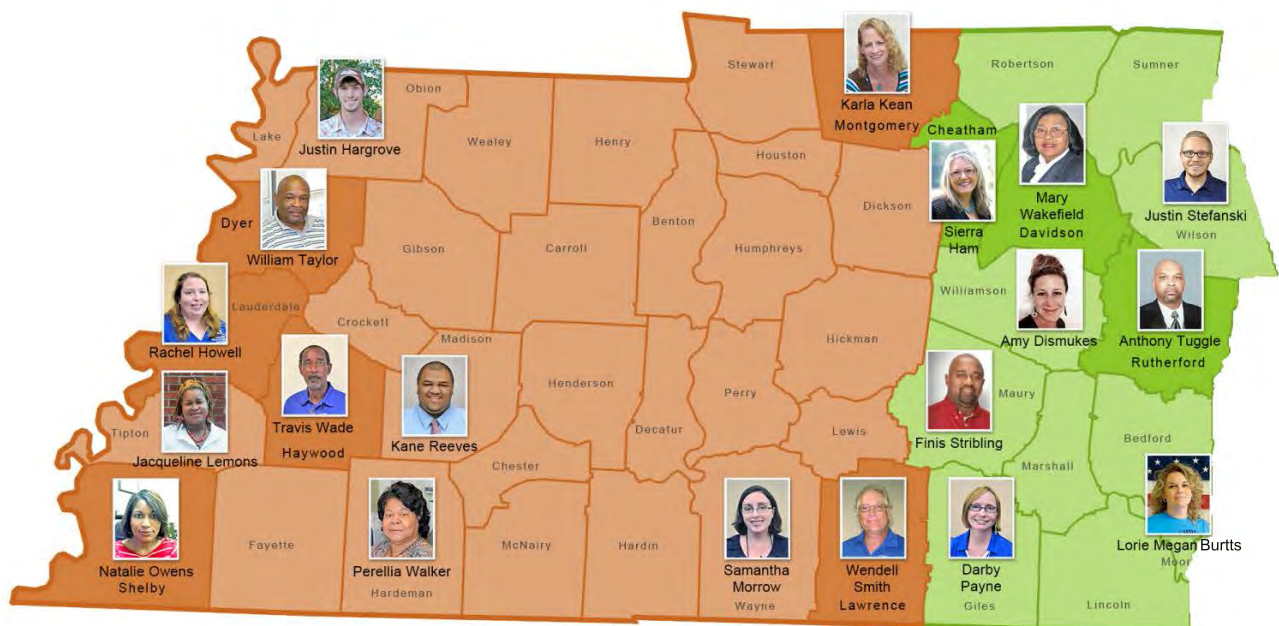 Stewart
Robertson
Sumner
Obion
Karla Kean
Montgomery
Cheatham
Lake
Justin Hargrove
Wealey
Henry
Houston
Dickson
Mary
Wakefield
Davidson
Justin Stefanski
Wilson
Dyer
William Taylor
Gibson
Carroll
Benton
Humphreys
Sierra
Ham
Williamson
Lauderdale
Rachel Howell
Crockett
Madison
Hickman
Amy Dismukes
Anthony Tuggle
Rutherford
Henderson
Perry
Maury
Tipton
Jacqueline Lemons
Travis Wade
Haywood
Kane Reeves
Decatur
Lewis
Finis Stribling
Bedford
Chester
Marshall
Natalie Owens
Shelby
Fayette
Perellia Walker
Hardeman
McNairy
Hardin
Samantha
Morrow
Wayne
Wendell
Smith
Lawrence
Darby
Payne
Giles
Lorie Megan Burtts
Moor
Lincoln